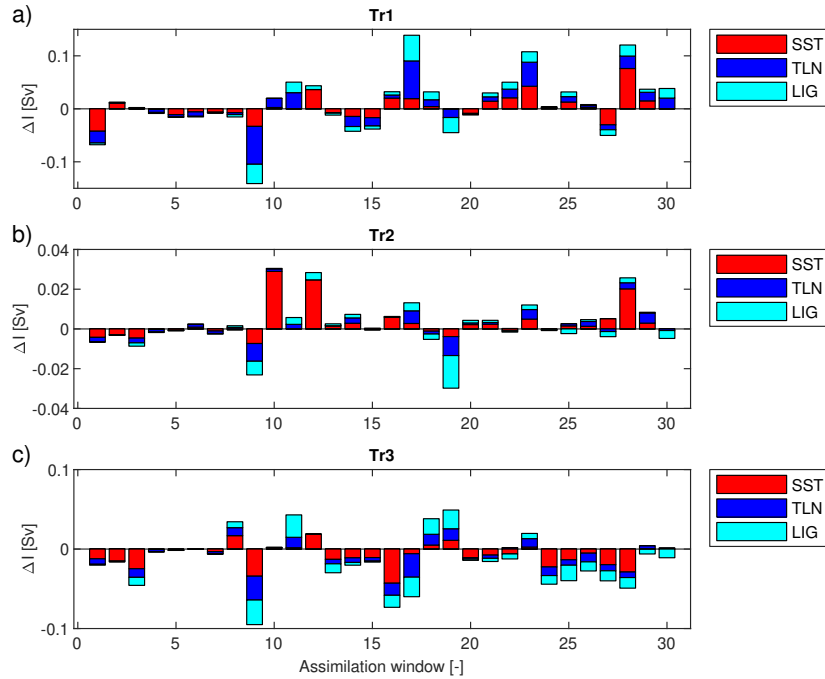 a)
Tr1
0.1
0
-0.1
Δ I [Sv]
0 5 10 15 20 25 30
SST
TLN
LIG
b)
Tr2
0.04
0.02
0
-0.02
-0.04
Δ I [Sv]
0 5 10 15 20 25 30
SST
TLN
LIG
c)
Tr3
0.1
0
-0.1
Δ I [Sv]
0 5 10 15 20 25 30
Assimilation window [-]
SST
TLN
LIG